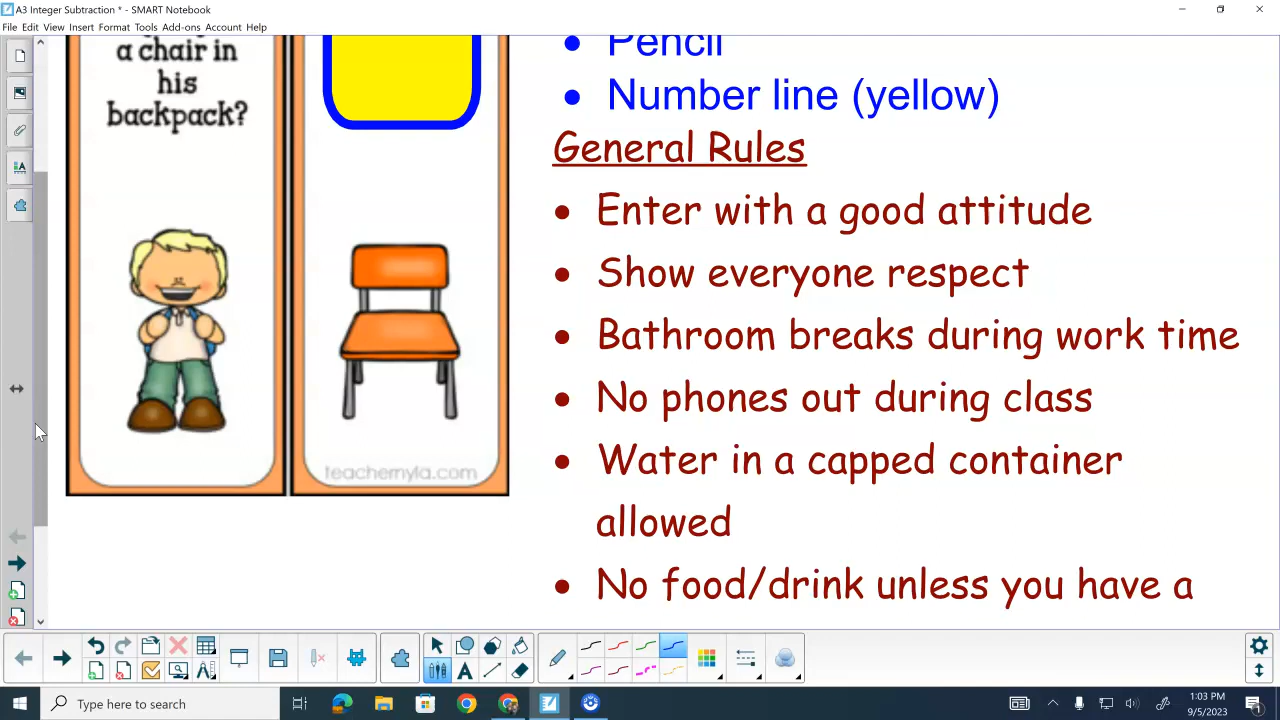 A3 Integer Subtraction * - SMART Notebook
File Edit View Insert Format Tools Add-ons Account Help
a chair in
his
backpack?
teachernyla.com
• Pencil
• Number line (yellow)
General Rules
• Enter with a good attitude
• Show everyone respect
• Bathroom breaks during work time
• No phones out during class
• Water in a capped container
allowed
• No food/drink unless you have a
Type here to search
1:03 PM
9/5/2023